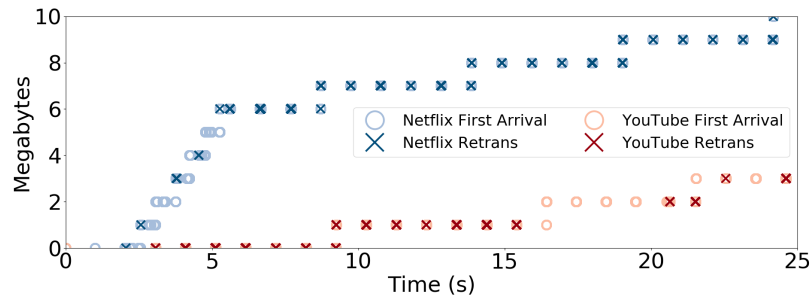 10
8
6
4
2
0
Megabytes
Netflix First Arrival
Netflix Retrans
YouTube First Arrival
YouTube Retrans
0 5 10 15 20 25
Time (s)